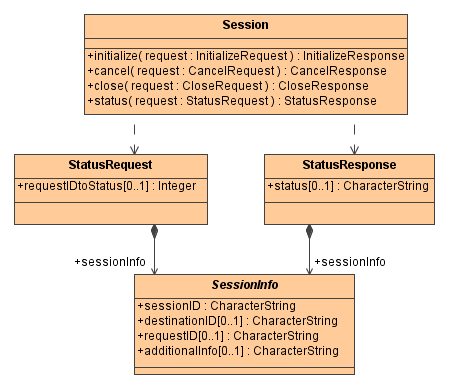 Session
+initialize( request : InitializeRequest ) : InitializeResponse
+cancel( request : CancelRequest ) : CancelResponse
+close( request : CloseRequest ) : CloseResponse
+status( request : StatusRequest ) : StatusResponse
StatusRequest
+requestIDtoStatus[0..1] : Integer
StatusResponse
+status[0..1] : CharacterString
+sessionInfo
+sessionInfo
SessionInfo
+sessionID : CharacterString
+destinationID[0..1] : CharacterString
+requestID[0..1] : CharacterString
+additionalInfo[0..1] : CharacterString